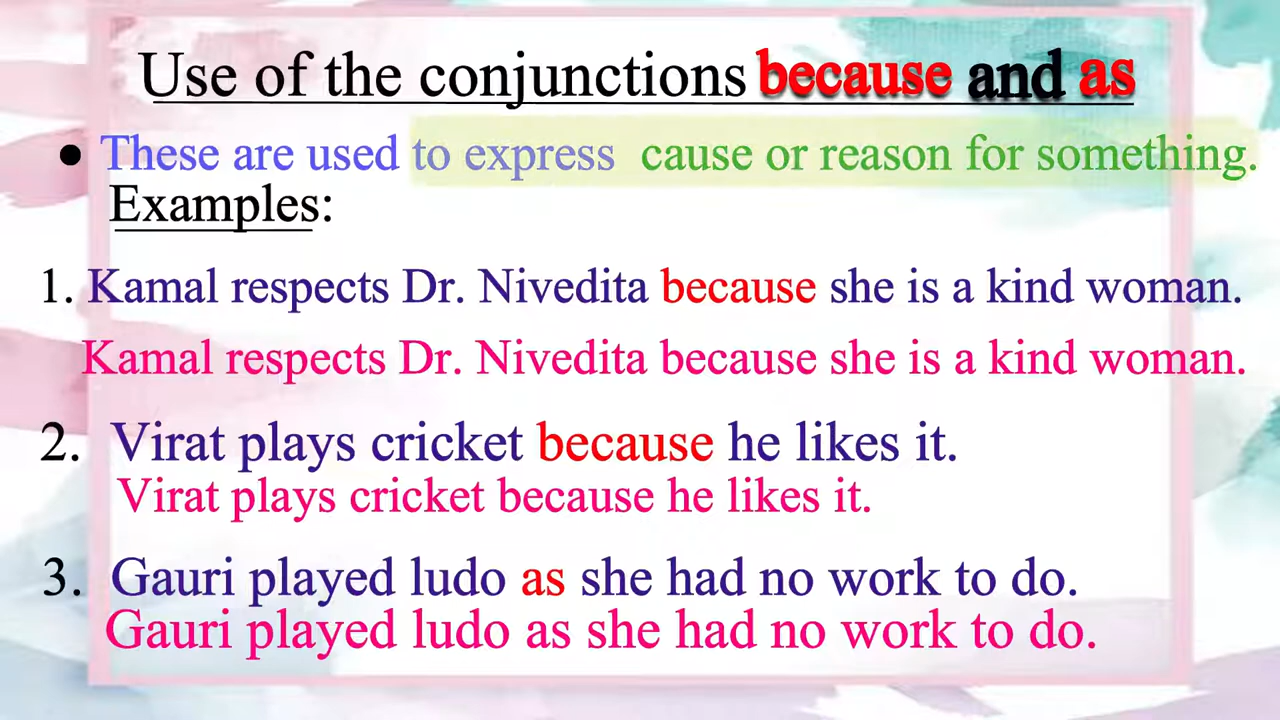 Use of the conjunctions because and as
● These are used to express cause or reason for something.
Examples:
1. Kamal respects Dr. Nivedita because she is a kind woman.
Kamal respects Dr. Nivedita because she is a kind woman.
2. Virat plays cricket because he likes it.
Virat plays cricket because he likes it.
3. Gauri played ludo as she had no work to do.
Gauri played ludo as she had no work to do.